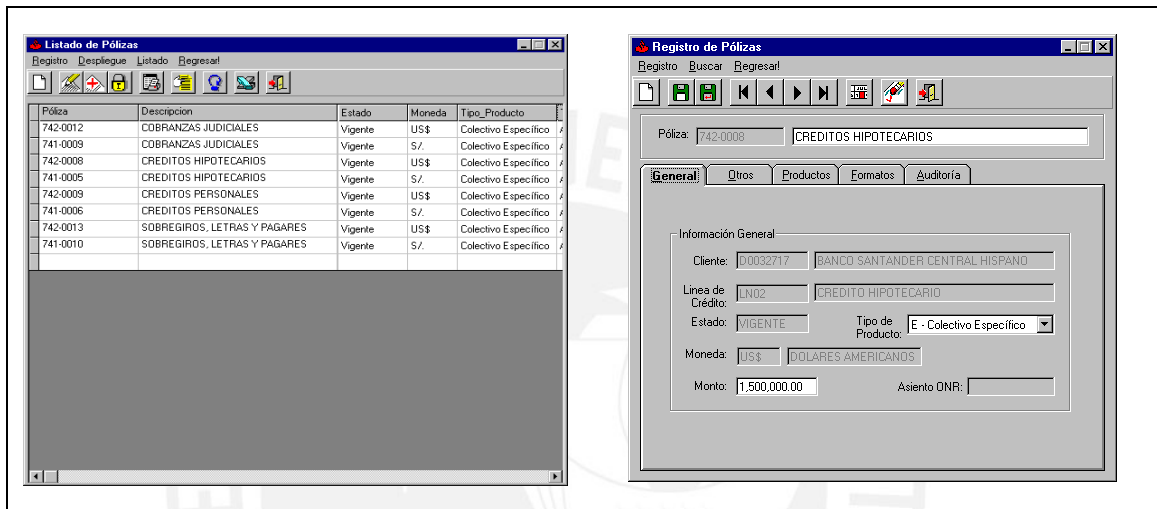 Listado de Pólizas
Registro Despliegue Listado Regresar!
Póliza Descripcion Estado Moneda Tipo_Producto
742-0012 COBRANZAS JUDICIALES Vigente US$ Colectivo Específico
741-0009 COBRANZAS JUDICIALES Vigente S/. Colectivo Específico
742-0008 CREDITOS HIPOTECARIOS Vigente US$ Colectivo Específico
741-0005 CREDITOS HIPOTECARIOS Vigente S/. Colectivo Específico
742-0009 CREDITOS PERSONALES Vigente US$ Colectivo Específico
741-0006 CREDITOS PERSONALES Vigente S/. Colectivo Específico
742-0013 SOBREGIROS, LETRAS Y PAGARES Vigente US$ Colectivo Específico
741-0010 SOBREGIROS, LETRAS Y PAGARES Vigente S/. Colectivo Específico
Registro de Pólizas
Registro Buscar Regresar!
Póliza: 742-0008 CREDITOS HIPOTECARIOS
General Otros Productos Formatos Auditoría
Información General
Cliente: D0032717 BANCO SANTANDER CENTRAL HISPANO
Linea de
Crédito: LN02 CREDITO HIPOTECARIO
Estado: VIGENTE Tipo de
Producto: E - Colectivo Específico
Moneda: US$ DOLARES AMERICANOS
Monto: 1,500,000.00 Asiento ONR: